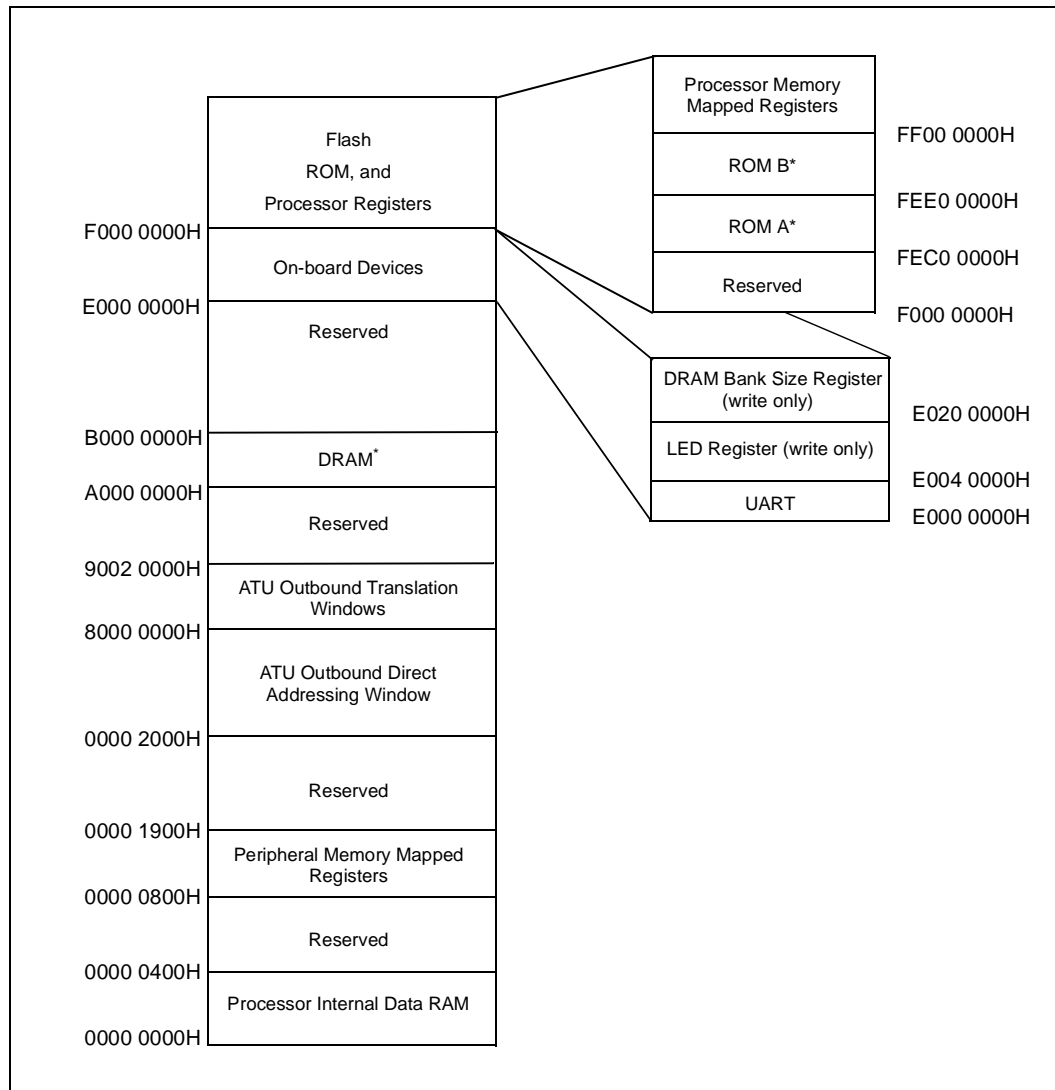 Flash
ROM, and
Processor Registers
F000 0000H
On-board Devices
E000 0000H
Reserved
B000 0000H
DRAM*
A000 0000H
Reserved
9002 0000H
ATU Outbound Translation
Windows
8000 0000H
ATU Outbound Direct
Addressing Window
0000 2000H
Reserved
0000 1900H
Peripheral Memory Mapped
Registers
0000 0800H
Reserved
0000 0400H
Processor Internal Data RAM
0000 0000H
Processor Memory
Mapped Registers
FF00 0000H
ROM B*
FEE0 0000H
ROM A*
FEC0 0000H
Reserved
F000 0000H
DRAM Bank Size Register
(write only)
E020 0000H
LED Register (write only)
E004 0000H
UART
E000 0000H